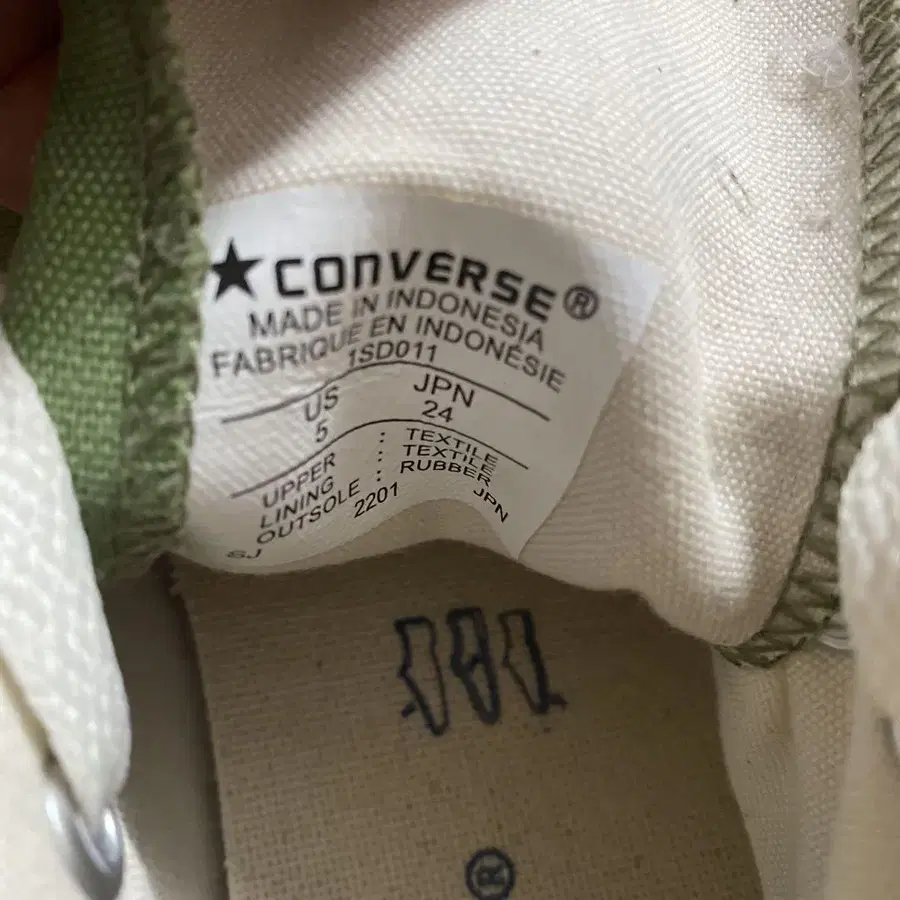 ★CONVERSE®
MADE IN INDONESIA
FABRIQUE EN INDONÉSIE
1SD011
US JPN
5 24
UPPER : TEXTILE
LINING : TEXTILE
OUTSOLE : RUBBER
SJ 2201 JPN
®